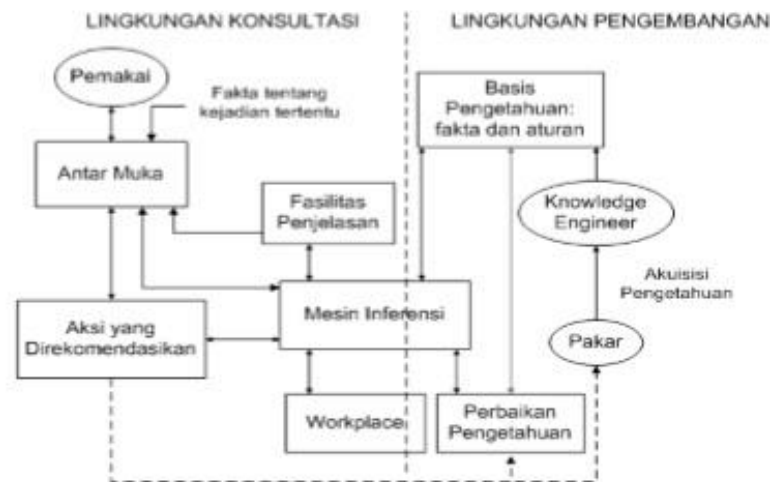 LINGKUNGAN KONSULTASI
LINGKUNGAN PENGEMBANGAN
Pemakai
Fakta tentang
kejadian tertentu
Basis
Pengetahuan:
fakta dan aturan
Antar Muka
Fasilitas
Penjelasan
Knowledge
Engineer
Akuisisi
Pengetahuan
Aksi yang
Direkomendasikan
Mesin Inferensi
Pakar
Workplace
Perbaikan
Pengetahuan